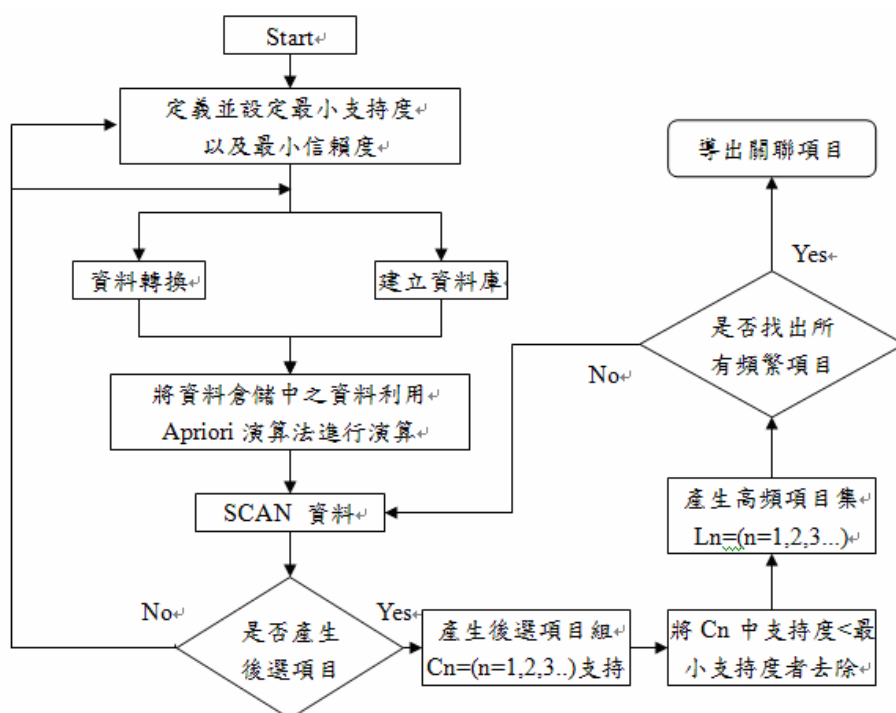 Start
定義並設定最小支持度
以及最小信賴度
資料轉換
建立資料庫
將資料倉儲中之資料利用
Apriori 演算法進行演算
SCAN 資料
是否產生
後選項目
No
Yes
產生後選項目組
Cn=(n=1,2,3..)支持
將 Cn 中支持度<最
小支持度者去除
產生高頻項目集
Ln=(n=1,2,3...)
是否找出所
有頻繁項目
No
Yes
導出關聯項目